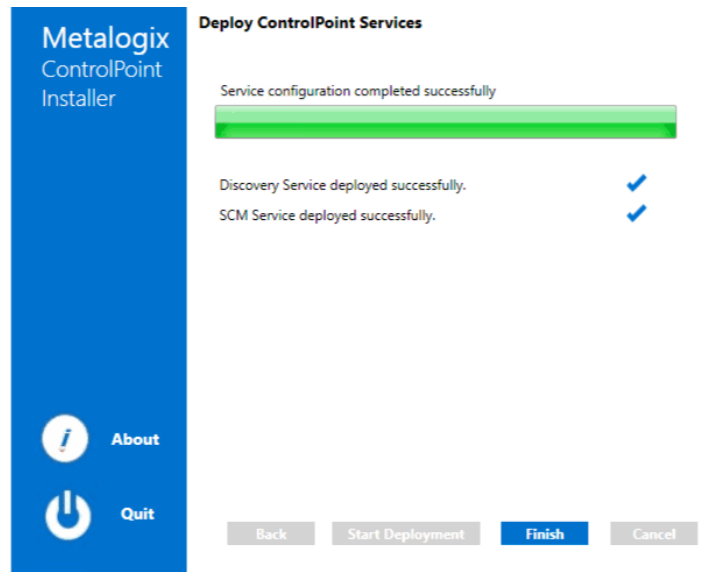 Metalogix
ControlPoint
Installer
Deploy ControlPoint Services
Service configuration completed successfully
Discovery Service deployed successfully.
SCM Service deployed successfully.
i
About
Quit
Back Start Deployment Finish Cancel